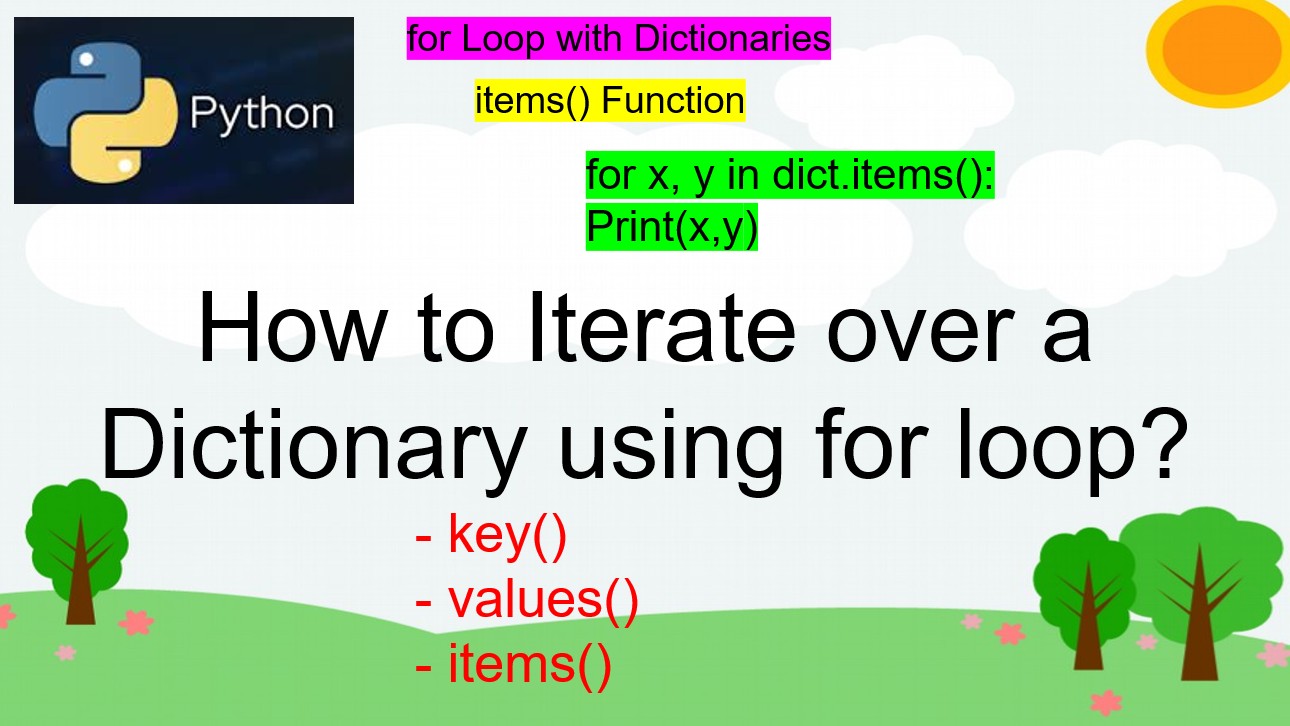 Python
for Loop with Dictionaries
items() Function
for x, y in dict.items():
Print(x,y)
How to Iterate over a
Dictionary using for loop?
- key()
- values()
- items()